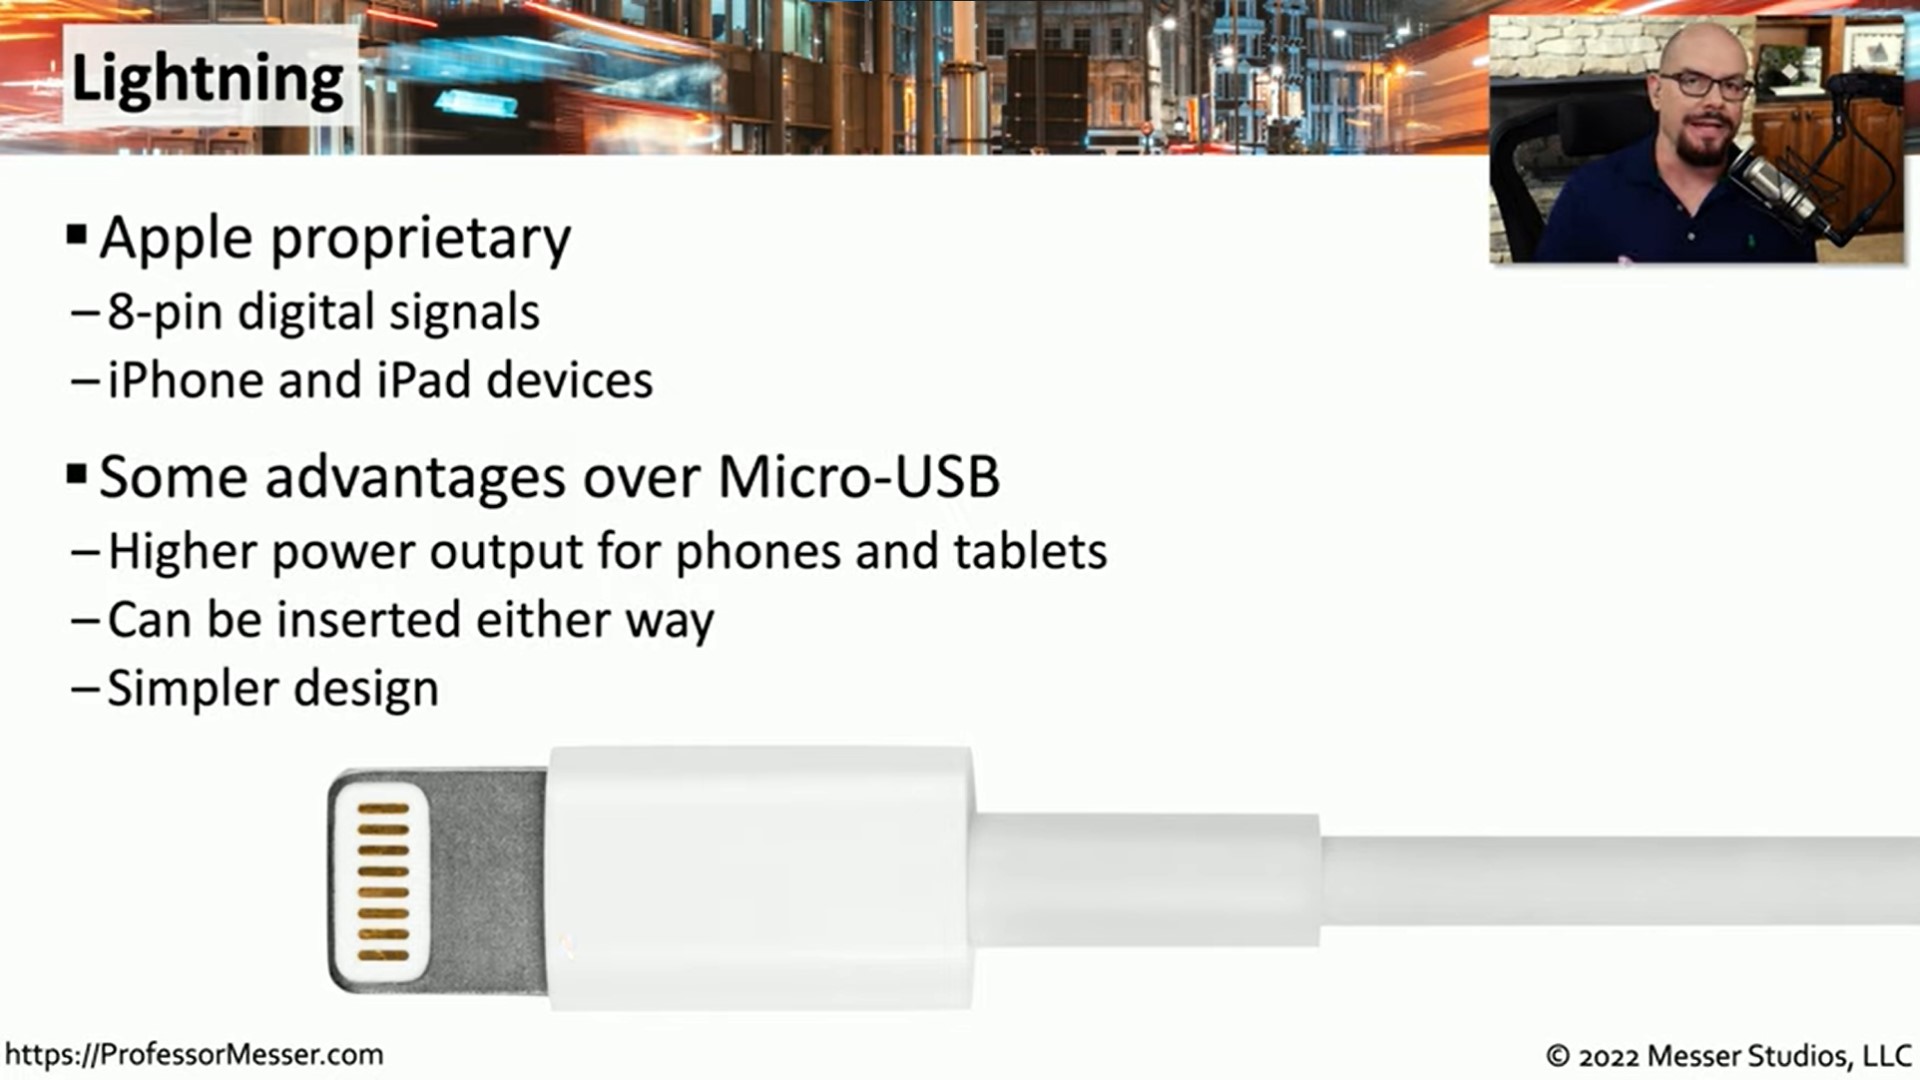 Lightning
▪ Apple proprietary
– 8-pin digital signals
– iPhone and iPad devices
▪ Some advantages over Micro-USB
– Higher power output for phones and tablets
– Can be inserted either way
– Simpler design
https://ProfessorMesser.com
© 2022 Messer Studios, LLC